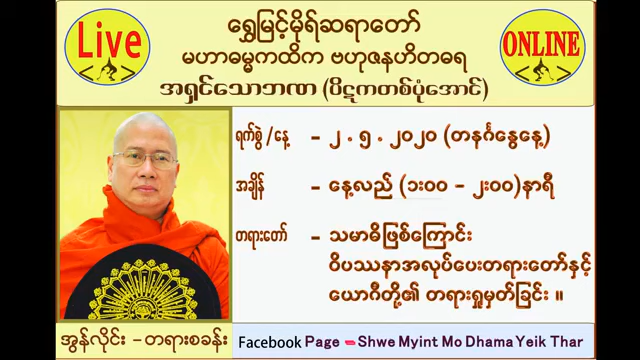 Live
ရွှေမြင့်မိုရ်ဆရာတော်
မဟာဓမ္မကထိက ဗဟုဇနဟိတဓရ
အရှင်သောဘဏ (ပိဋကတစ်ပုံအောင်)
ONLINE
ရက်စွဲ/နေ့ – ၂ . ၅ . ၂၀၂၀ (တနင်္ဂနွေနေ့)
အချိန် – နေ့လည် (၁း၀၀ – ၂း၀၀)နာရီ
တရားတော် – သမာဓိဖြစ်ကြောင်း
ဝိပဿနာအလုပ်ပေးတရားတော်နှင့်
ယောဂီတို့၏ တရားရှုမှတ်ခြင်း ။
အွန်လိုင်း – တရားစခန်း
Facebook Page – Shwe Myint Mo Dhama Yeik Thar